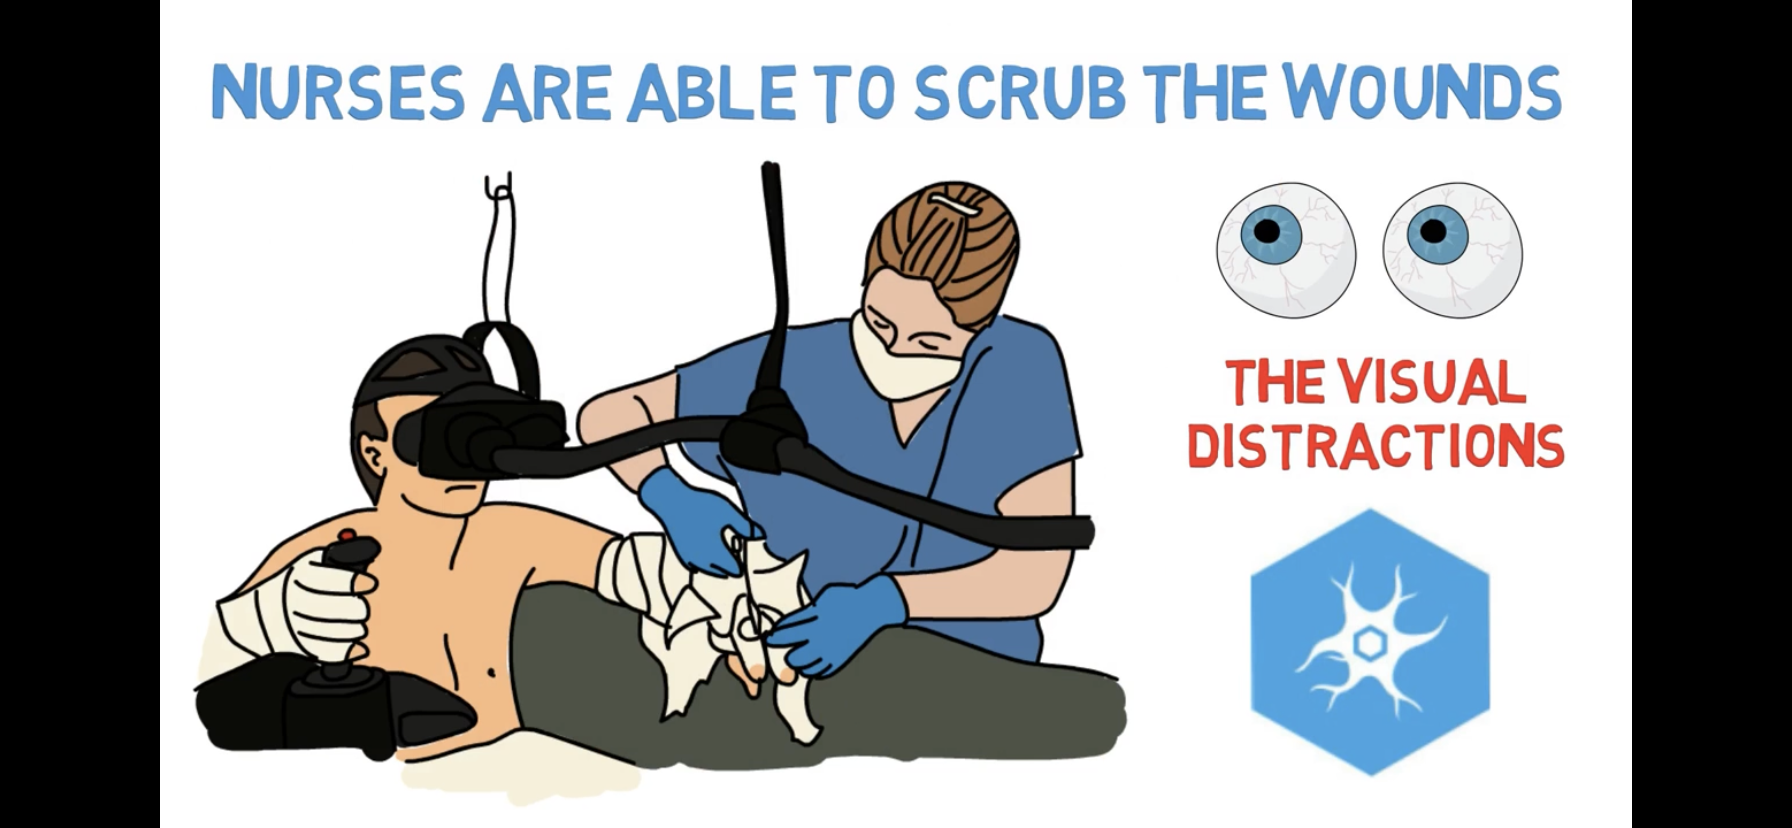 NURSES ARE ABLE TO SCRUB THE WOUNDS
THE VISUAL
DISTRACTIONS